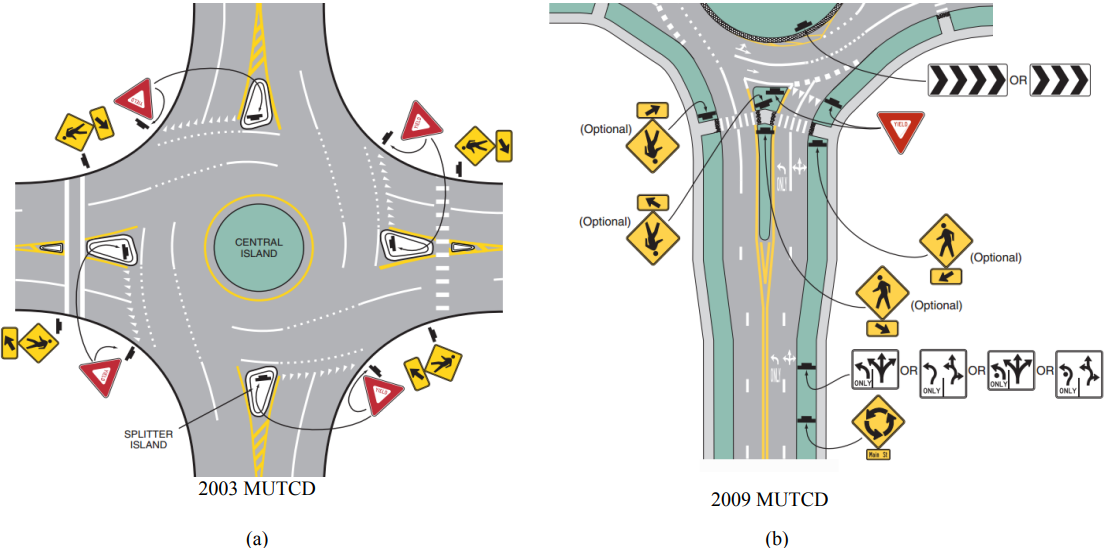 YIELD
YIELD
CENTRAL
ISLAND
YIELD
YIELD
SPLITTER
ISLAND
2003 MUTCD
(a)
OR
(Optional)
YIELD
(Optional)
ONLY
(Optional)
(Optional)
ONLY
ONLY
OR
ONLY
OR
ONLY
OR
ONLY
Main St
2009 MUTCD
(b)